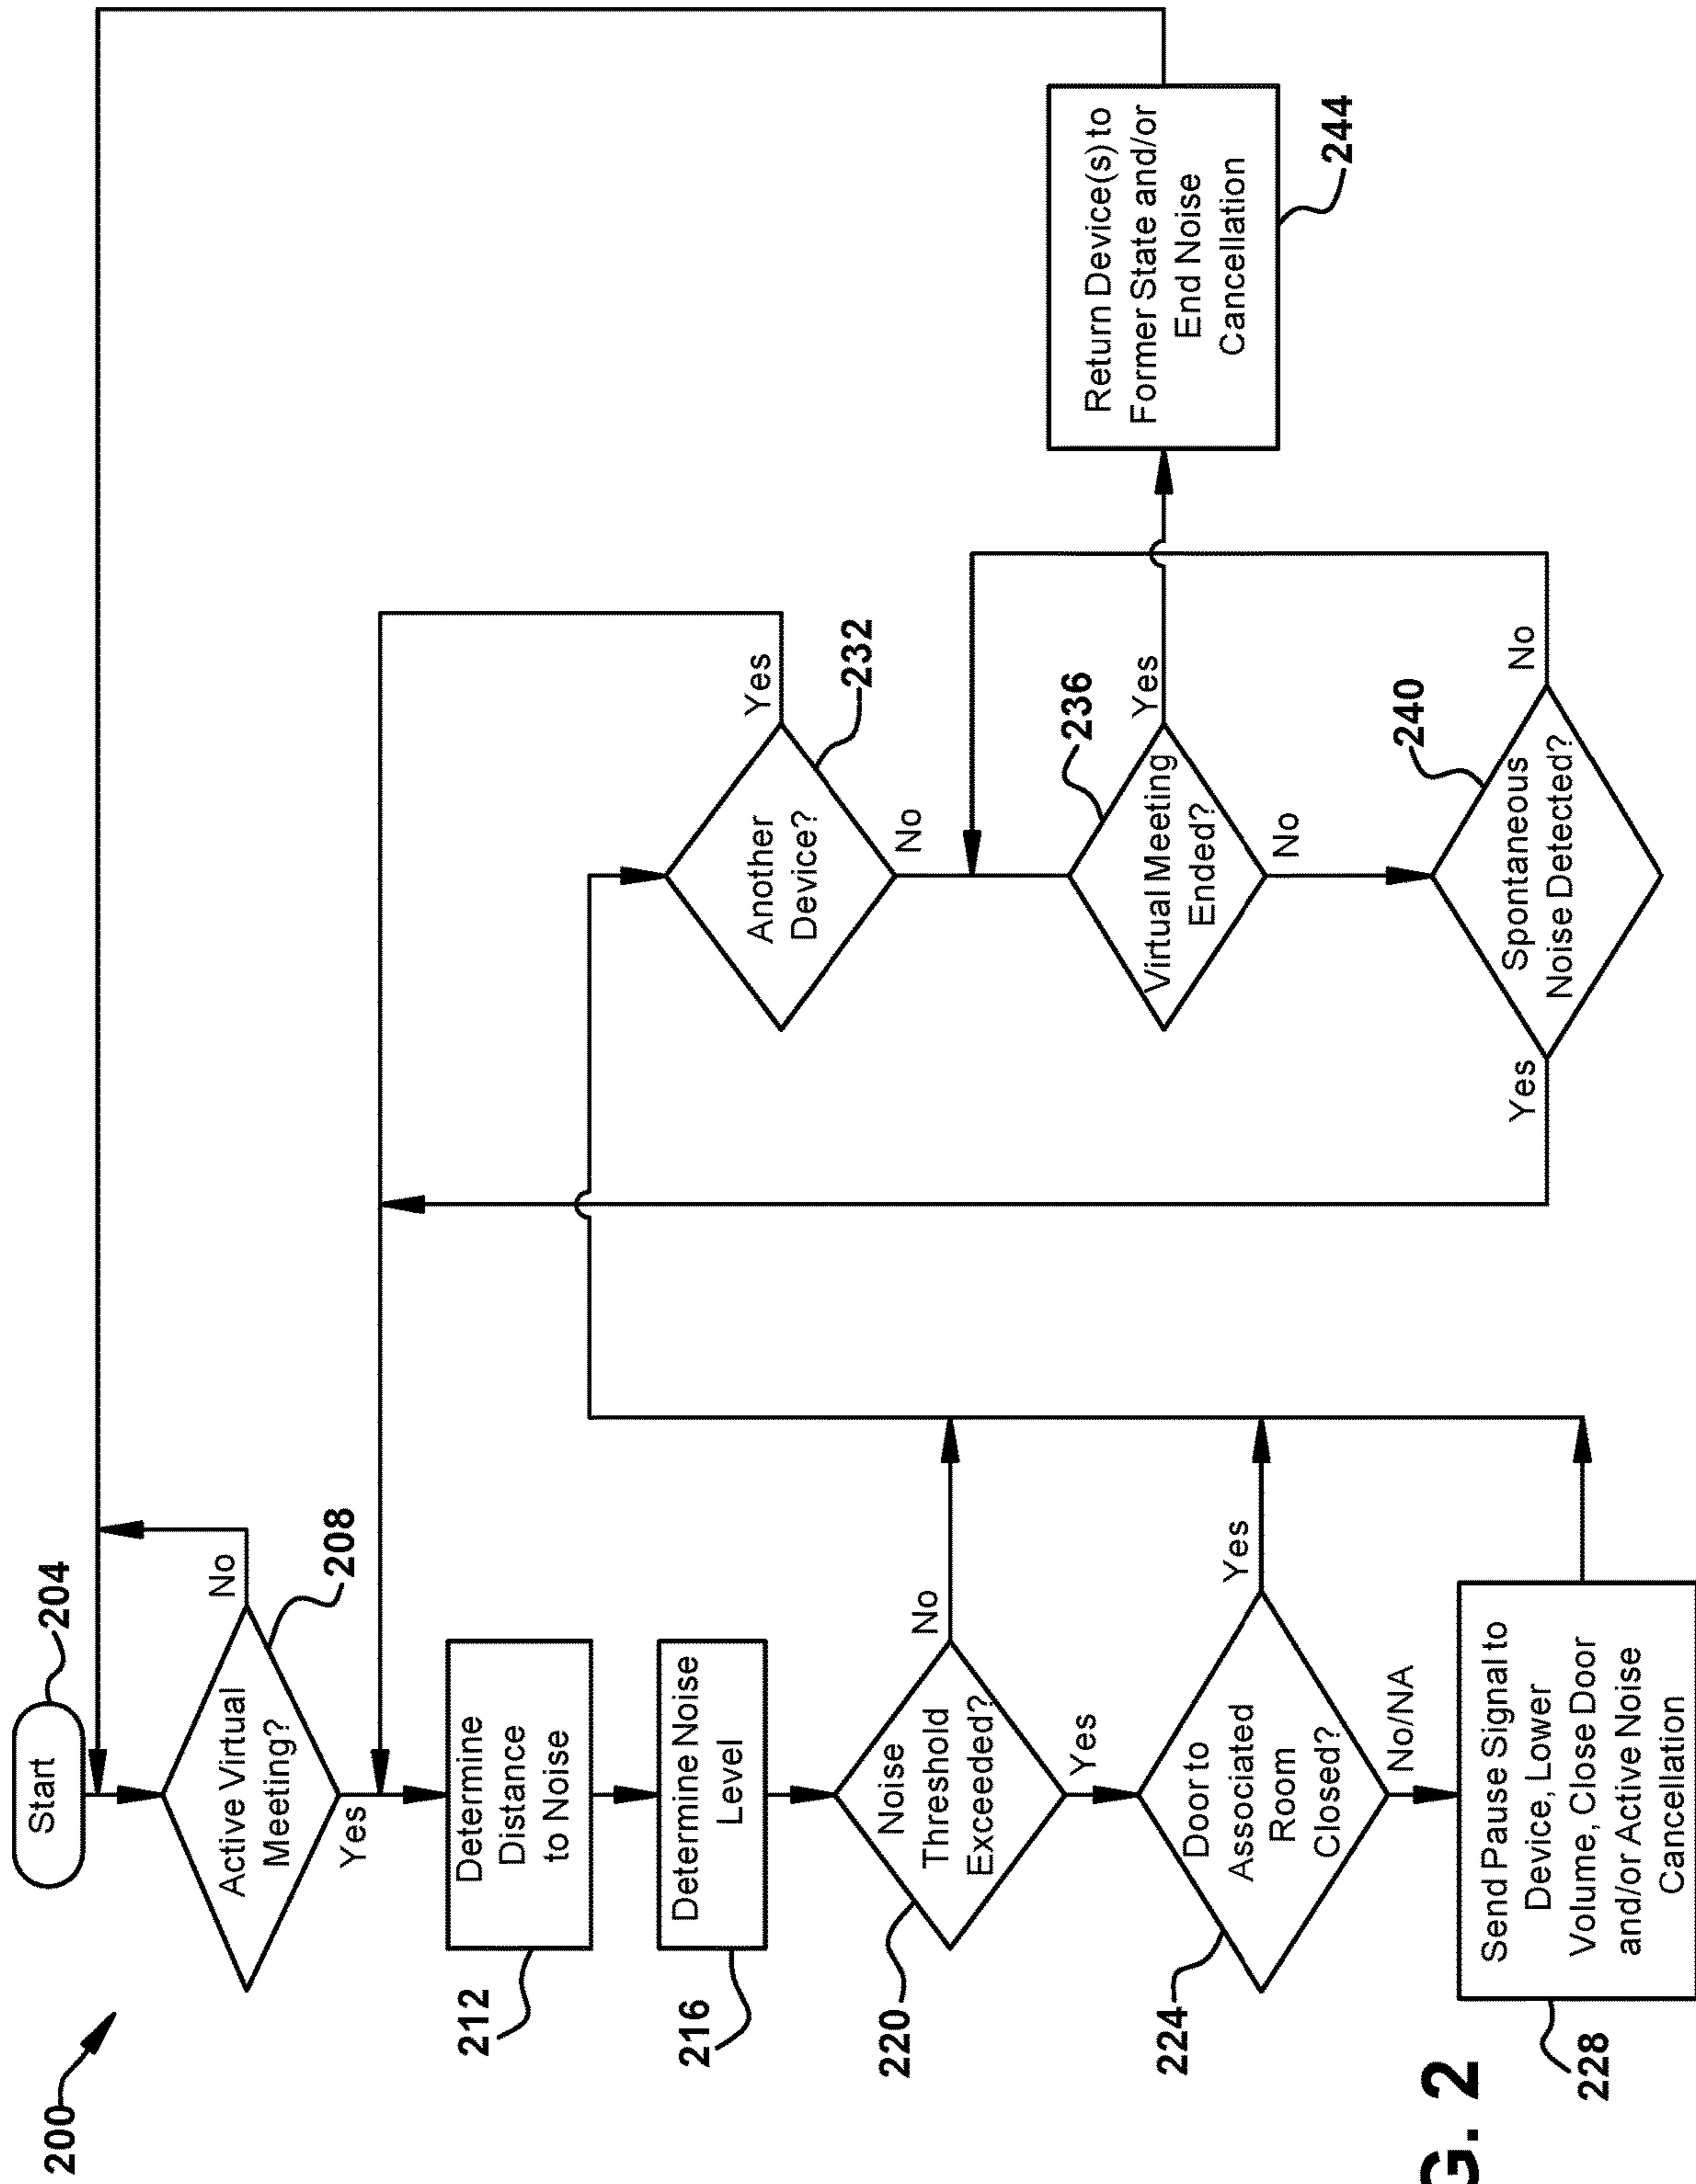 200
Start
204
Active Virtual
Meeting?
208
No
Yes
Determine
Distance
to Noise
212
Determine Noise
Level
216
Noise
Threshold
Exceeded?
220
No
Yes
Door to
Associated
Room
Closed?
224
Yes
No/NA
Send Pause Signal to
Device, Lower
Volume, Close Door
and/or Active Noise
Cancellation
228
Another
Device?
232
Yes
No
Virtual Meeting
Ended?
236
Yes
No
Spontaneous
Noise Detected?
240
Yes
No
Return Device(s) to
Former State and/or
End Noise
Cancellation
244
G. 2